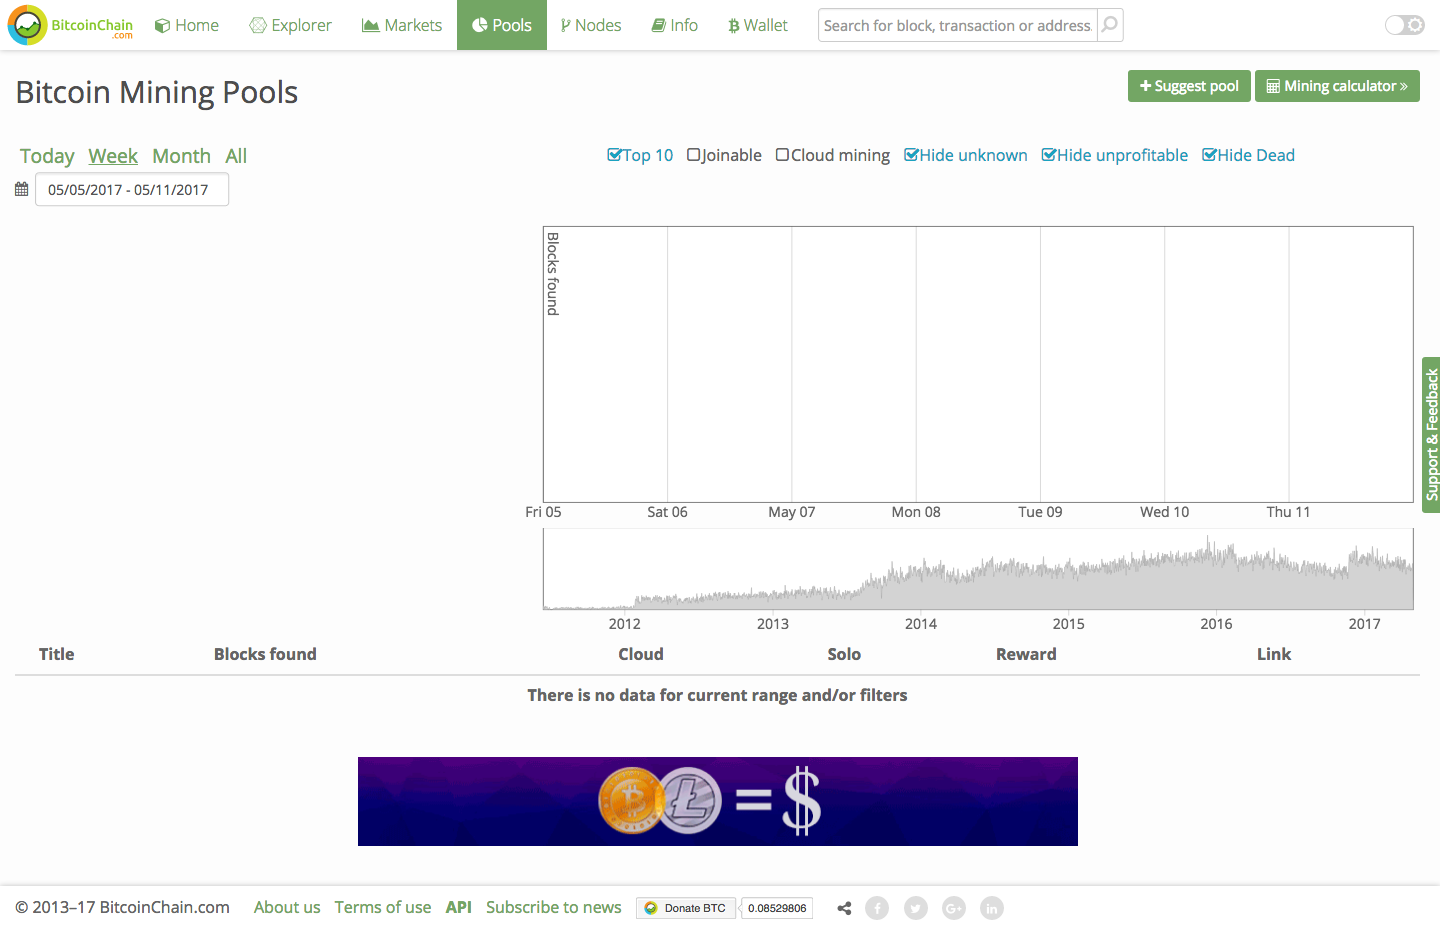 BitcoinChain .com Home Explorer Markets Pools Nodes Info Wallet Search for block, transaction or address.
Bitcoin Mining Pools
Suggest pool Mining calculator »
Today Week Month All
Top 10 Joinable Cloud mining Hide unknown Hide unprofitable Hide Dead
05/05/2017 - 05/11/2017
Blocks found
Fri 05 Sat 06 May 07 Mon 08 Tue 09 Wed 10 Thu 11
Support & Feedback
2012 2013 2014 2015 2016 2017
Title Blocks found Cloud Solo Reward Link
There is no data for current range and/or filters
= $
© 2013–17 BitcoinChain.com About us Terms of use API Subscribe to news Donate BTC 0.08529806